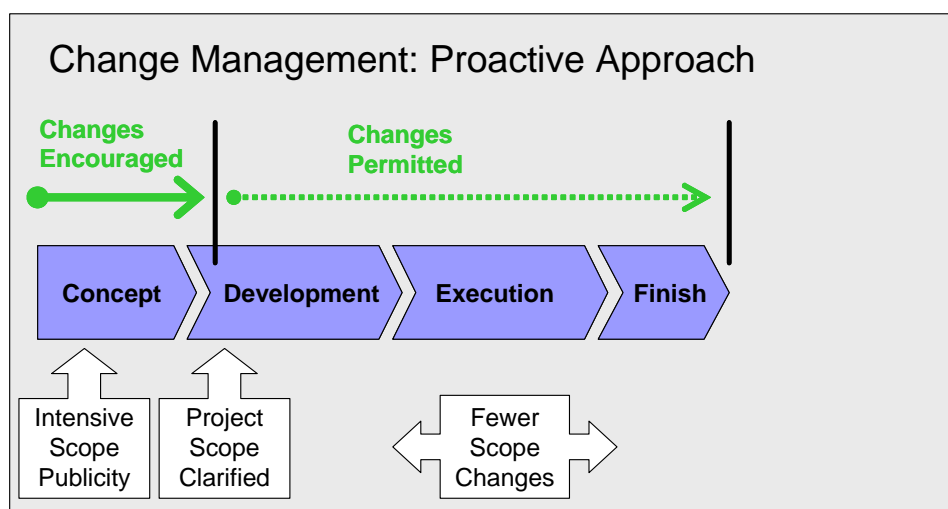 Change Management: Proactive Approach
Changes
Encouraged
Changes
Permitted
Concept
Development
Execution
Finish
Intensive
Scope
Publicity
Project
Scope
Clarified
Fewer
Scope
Changes